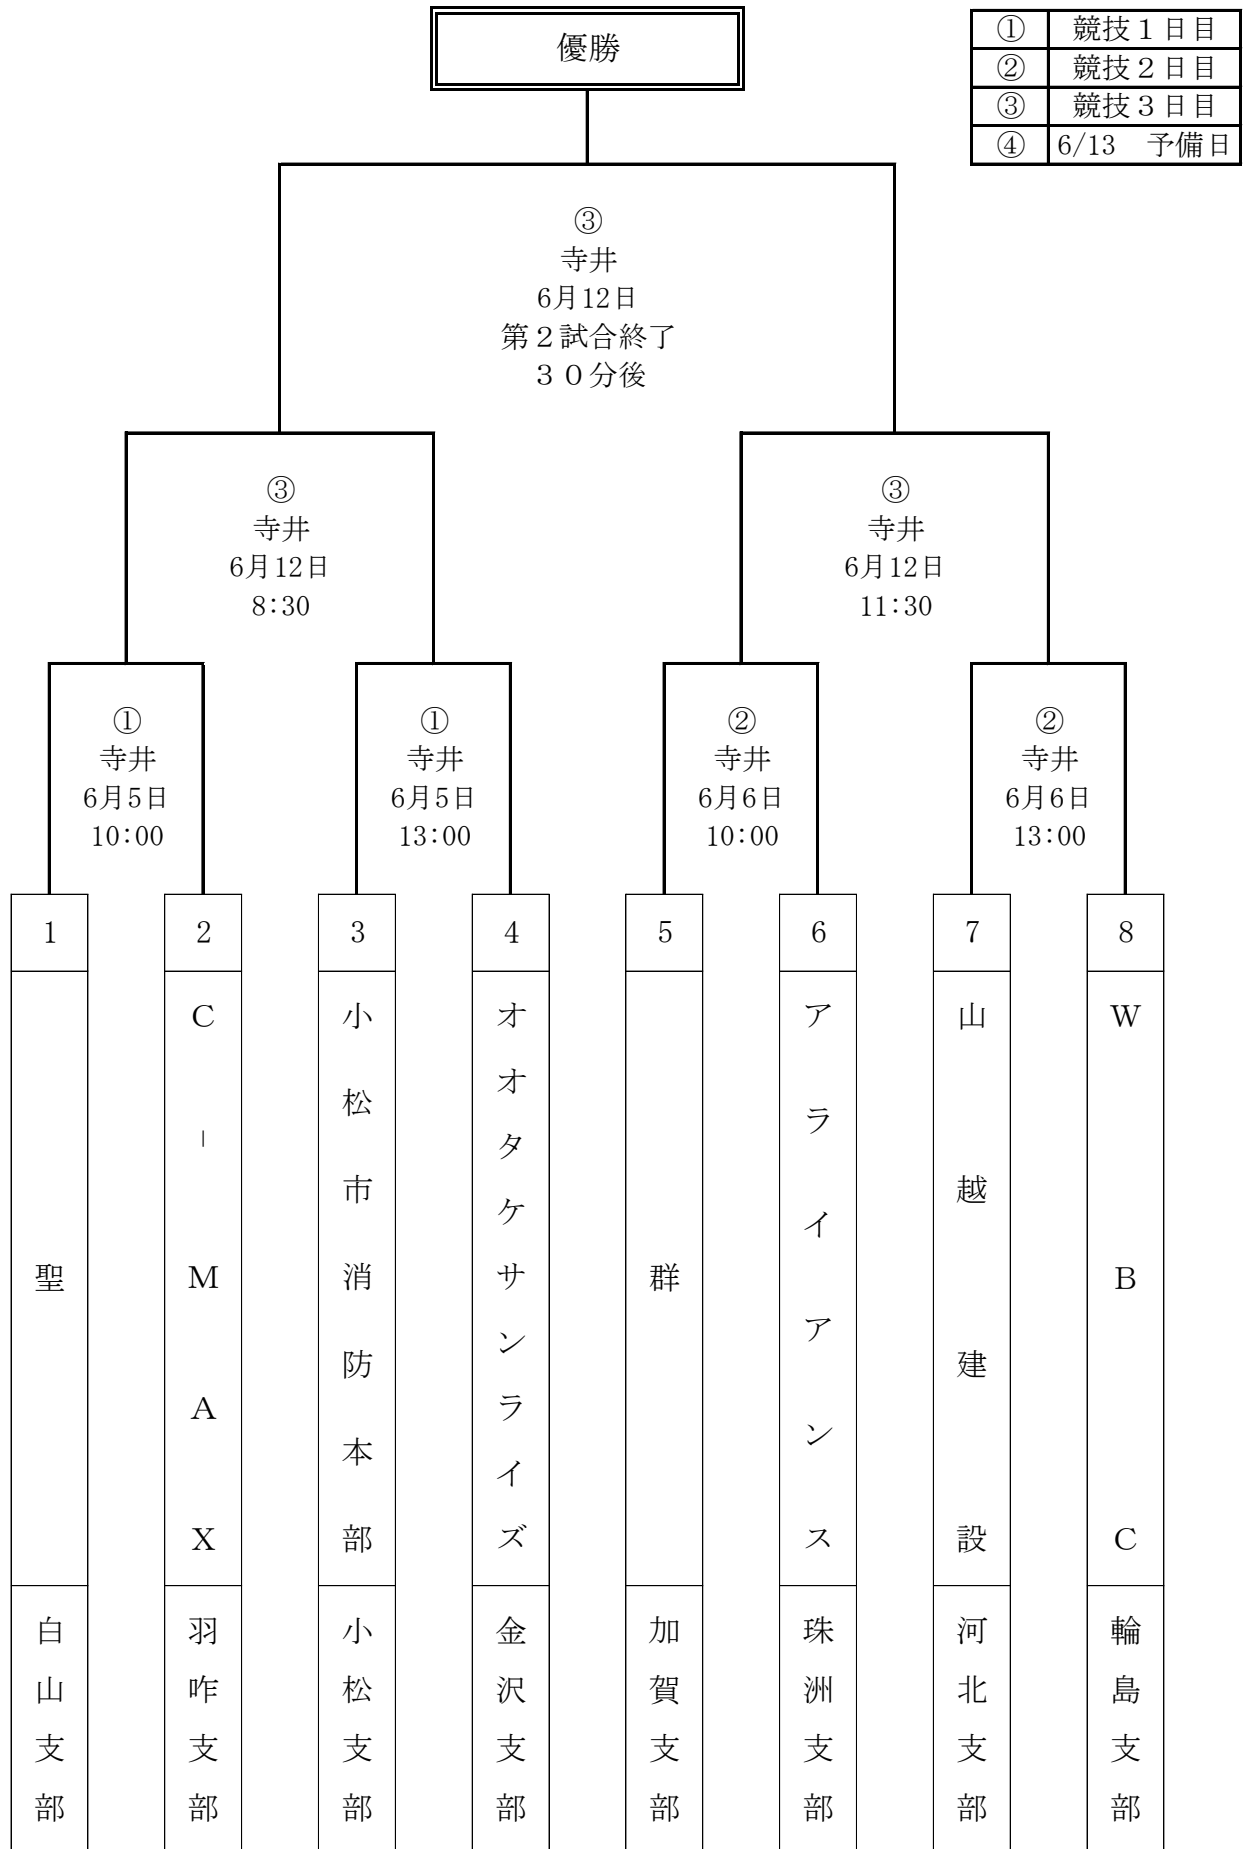 優勝
① 競技１日目
② 競技２日目
③ 競技３日目
④ 6/13　予備日
③
寺井
6月12日
第２試合終了
３０分後
③
寺井
6月12日
8:30
③
寺井
6月12日
11:30
①
寺井
6月5日
10:00
①
寺井
6月5日
13:00
②
寺井
6月6日
10:00
②
寺井
6月6日
13:00
1
聖
白山支部
2
C-MAX
羽咋支部
3
小松市消防本部
小松支部
4
オオタケサンライズ
金沢支部
5
群
加賀支部
6
アライアンス
珠洲支部
7
山越建設
河北支部
8
WBC
輪島支部